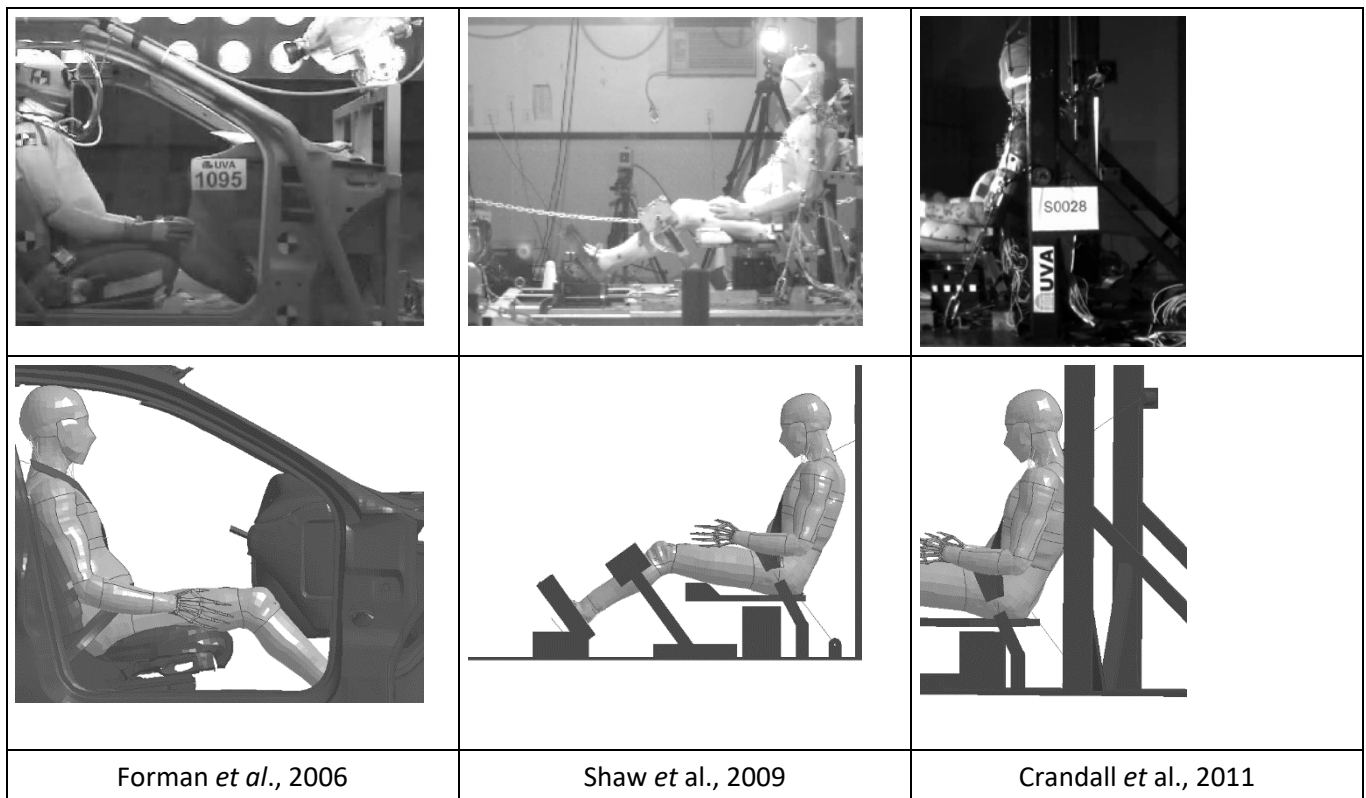 UVA
1095
S0028
UVA
Forman et al., 2006
Shaw et al., 2009
Crandall et al., 2011